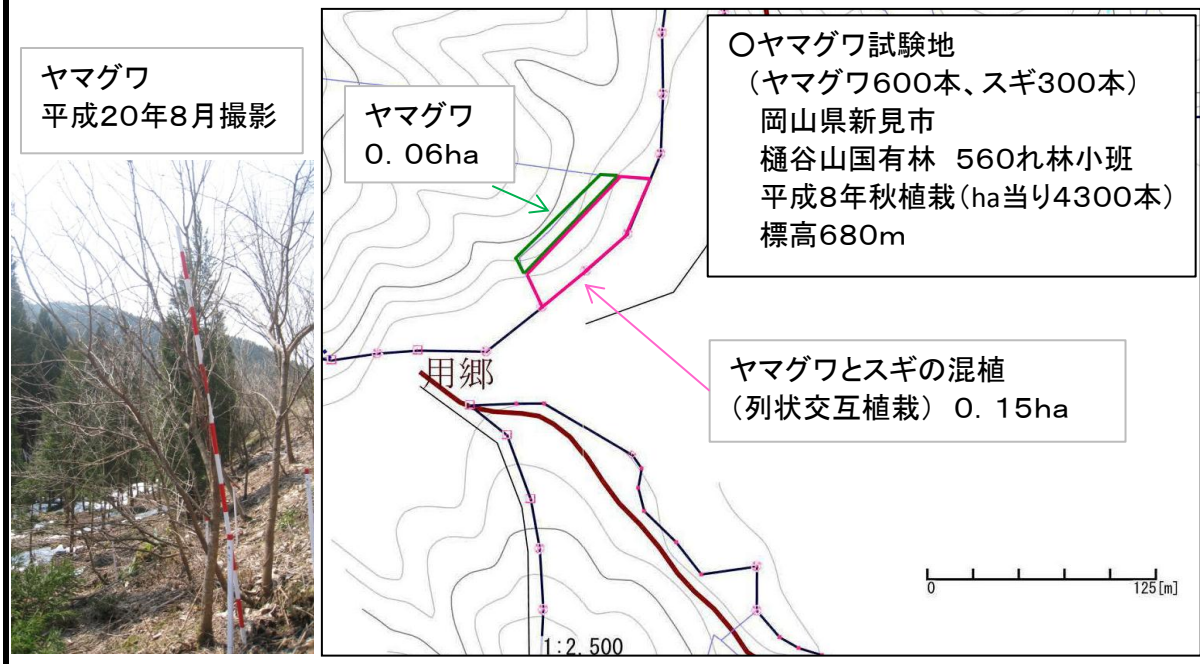 ヤマグワ
平成20年8月撮影
ヤマグワ
0.06ha
○ヤマグワ試験地
(ヤマグワ600本、スギ300本)
岡山県新見市
樋谷山国有林 560れ林小班
平成8年秋植栽(ha当り4300本)
標高680m
ヤマグワとスギの混植
(列状交互植栽) 0.15ha
用郷
0 125[m]
1:2,500